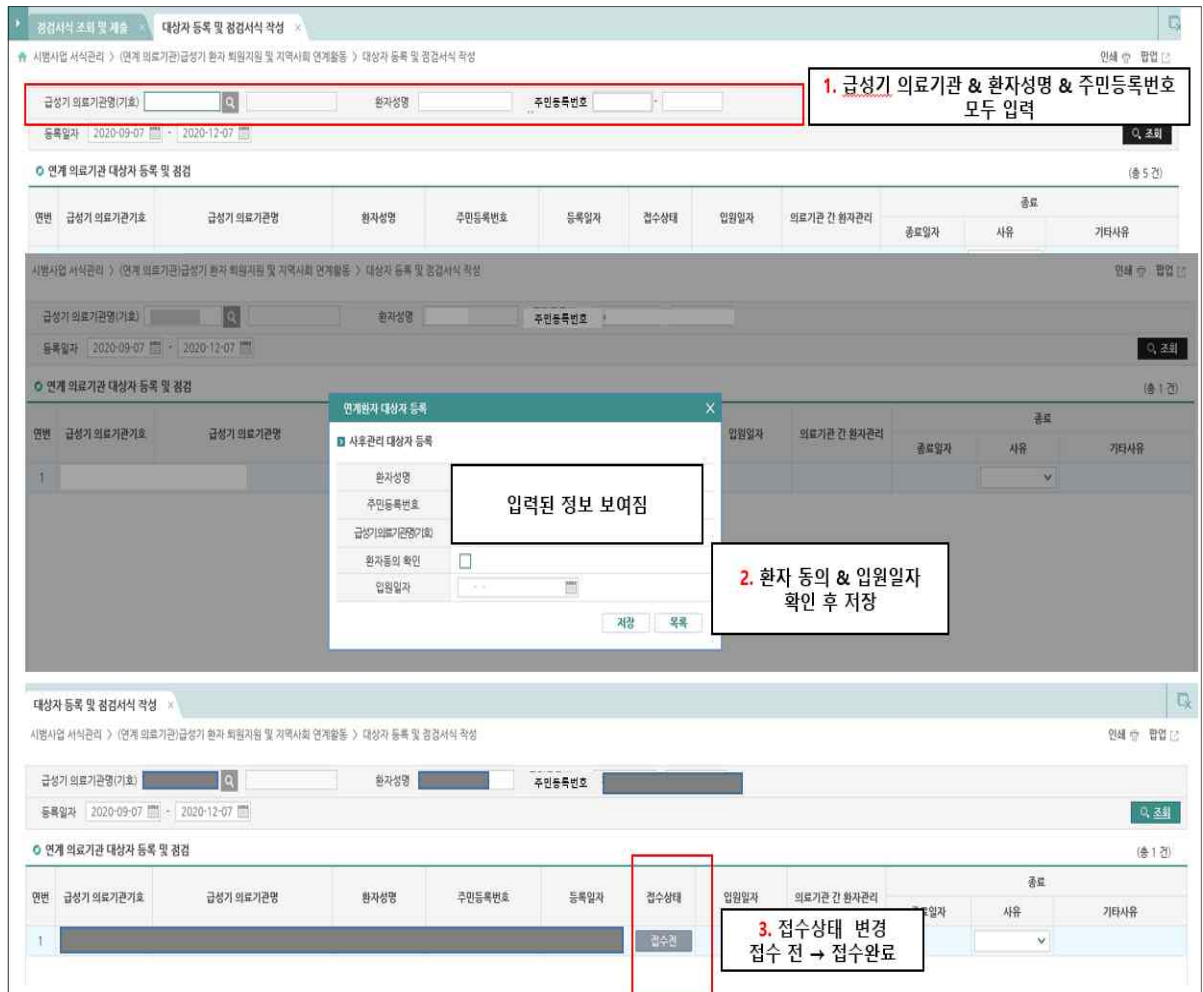 점검서식 조회 및 제출 × 대상자 등록 및 점검서식 작성 ×
시범사업 서식관리 > (연계 의료기관)급성기 환자 퇴원지원 및 지역사회 연계활동 > 대상자 등록 및 점검서식 작성 인쇄 팝업
급성기 의료기관명(기호) 환자성명 주민등록번호 -
1. 급성기 의료기관 & 환자성명 & 주민등록번호
모두 입력
등록일자 2020-09-07 - 2020-12-07 조회
연계 의료기관 대상자 등록 및 점검 (총 5 건)
연번 급성기 의료기관기호 급성기 의료기관명 환자성명 주민등록번호 등록일자 접수상태 입원일자 의료기관 간 환자관리 종료
종료일자 사유 기타사유
시범사업 서식관리 > (연계 의료기관)급성기 환자 퇴원지원 및 지역사회 연계활동 > 대상자 등록 및 점검서식 작성 인쇄 팝업
급성기 의료기관명(기호) 환자성명 주민등록번호
등록일자 2020-09-07 - 2020-12-07 조회
연계 의료기관 대상자 등록 및 점검 (총 1 건)
연번 급성기 의료기관기호 급성기 의료기관명 입원일자 의료기관 간 환자관리 종료
종료일자 사유 기타사유
1
연계환자 대상자 등록 X
사후관리 대상자 등록
환자성명
주민등록번호
급성기의료기관명(기호)
입력된 정보 보여짐
환자동의 확인
입원일자
저장 목록
2. 환자 동의 & 입원일자
확인 후 저장
대상자 등록 및 점검서식 작성 ×
시범사업 서식관리 > (연계 의료기관)급성기 환자 퇴원지원 및 지역사회 연계활동 > 대상자 등록 및 점검서식 작성 인쇄 팝업
급성기 의료기관명(기호) 환자성명 주민등록번호
등록일자 2020-09-07 - 2020-12-07 조회
연계 의료기관 대상자 등록 및 점검 (총 1 건)
연번 급성기 의료기관기호 급성기 의료기관명 환자성명 주민등록번호 등록일자 접수상태 입원일자 의료기관 간 환자관리 종료
료일자 사유 기타사유
1 접수전
3. 접수상태 변경
접수 전 → 접수완료